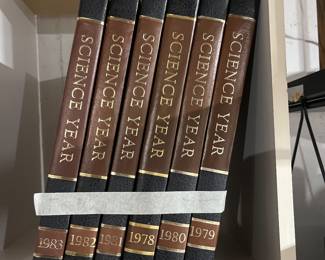 SCIENCE YEAR
1983
SCIENCE YEAR
1982
SCIENCE YEAR
1981
SCIENCE YEAR
1978
SCIENCE YEAR
1980
SCIENCE YEAR
1979